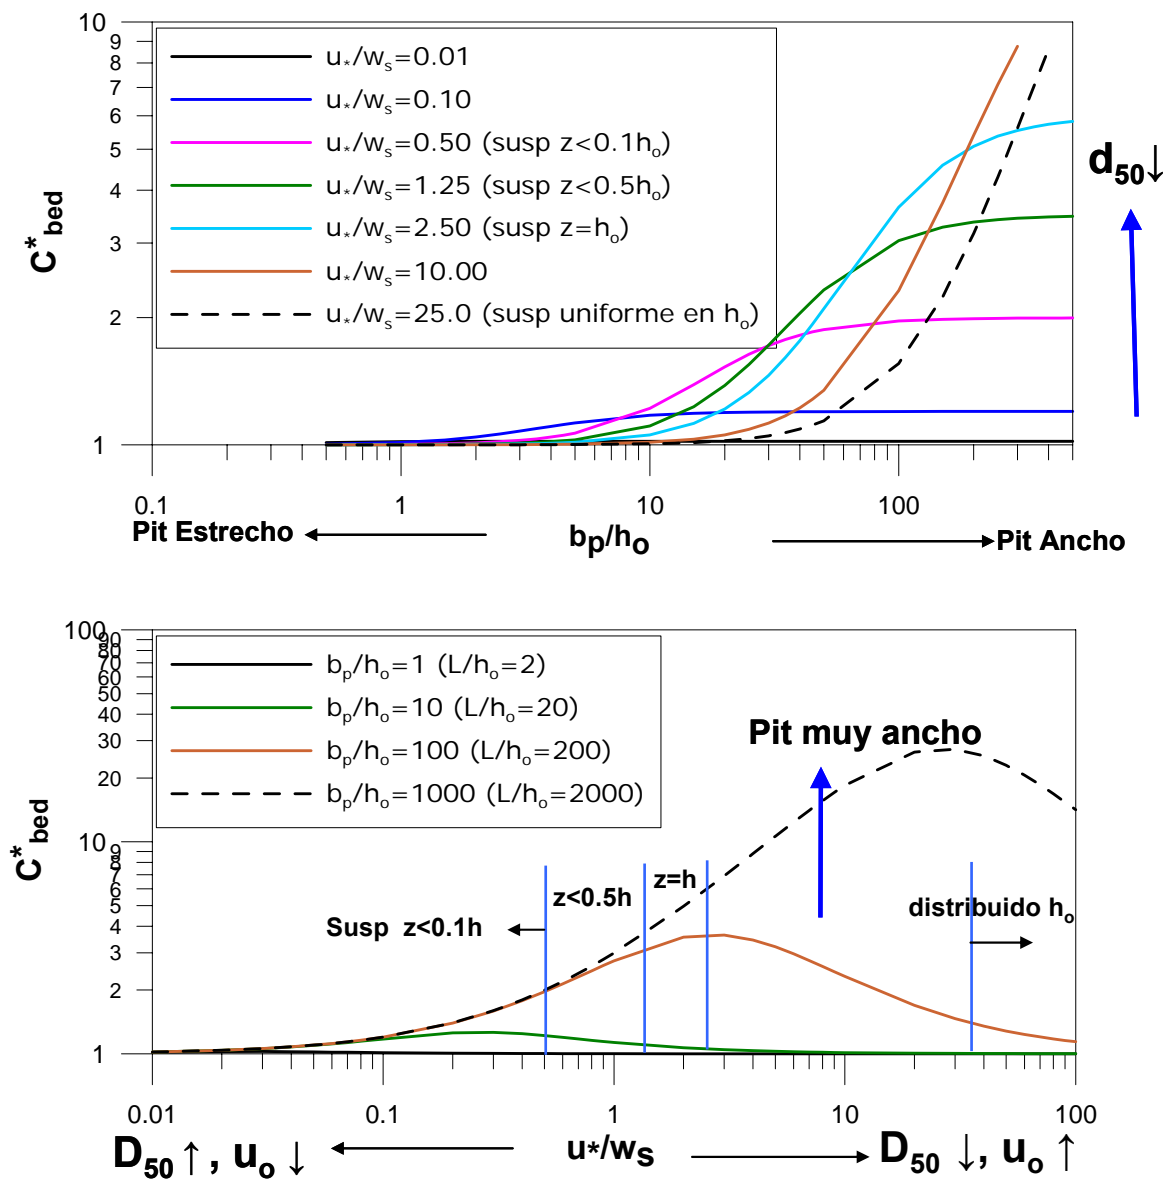 10
9
8
7
6
5
4
3
2
1
C*bed
u*/ws=0.01
u*/ws=0.10
u*/ws=0.50 (susp z<0.1ho)
u*/ws=1.25 (susp z<0.5ho)
u*/ws=2.50 (susp z=ho)
u*/ws=10.00
u*/ws=25.0 (susp uniforme en ho)
d50↓
0.1 1 10 100
Pit Estrecho
bp/ho
Pit Ancho
100
90
80
70
60
50
40
30
20
10
9
8
7
6
5
4
3
2
1
C*bed
bp/ho=1 (L/ho=2)
bp/ho=10 (L/ho=20)
bp/ho=100 (L/ho=200)
bp/ho=1000 (L/ho=2000)
Pit muy ancho
Susp z<0.1h
z<0.5h
z=h
distribuido ho
0.01 0.1 1 10 100
D50 ↑ , uo ↓
u*/ws
D50 ↓, uo ↑